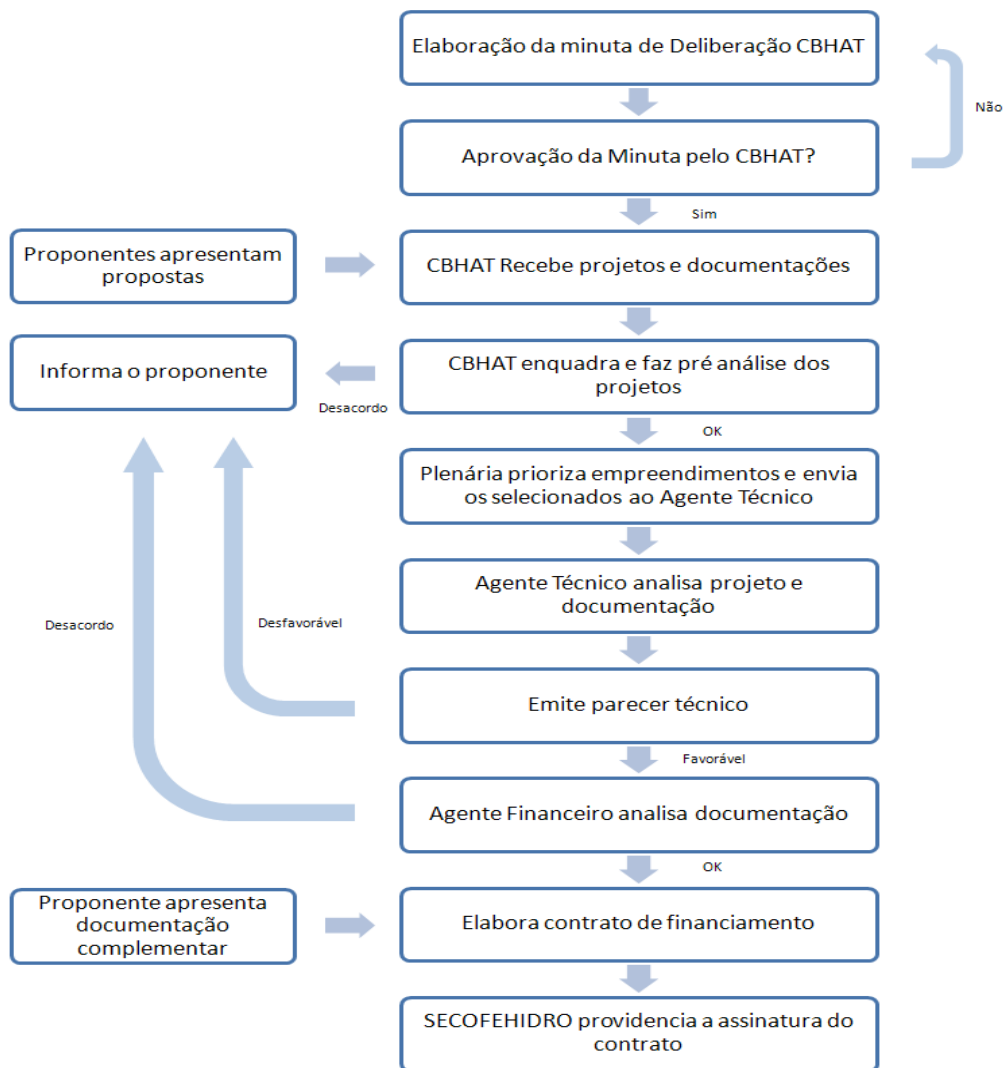 Elaboração da minuta de Deliberação CBHAT
Não
Aprovação da Minuta pelo CBHAT?
Sim
Proponentes apresentam
propostas
CBHAT Recebe projetos e documentações
Informa o proponente
CBHAT enquadra e faz pré análise dos
projetos
Desacordo
OK
Plenária prioriza empreendimentos e envia
os selecionados ao Agente Técnico
Agente Técnico analisa projeto e
documentação
Desacordo
Desfavorável
Emite parecer técnico
Favorável
Agente Financeiro analisa documentação
OK
Proponente apresenta
documentação
complementar
Elabora contrato de financiamento
SECOFEHIDRO providencia a assinatura do
contrato